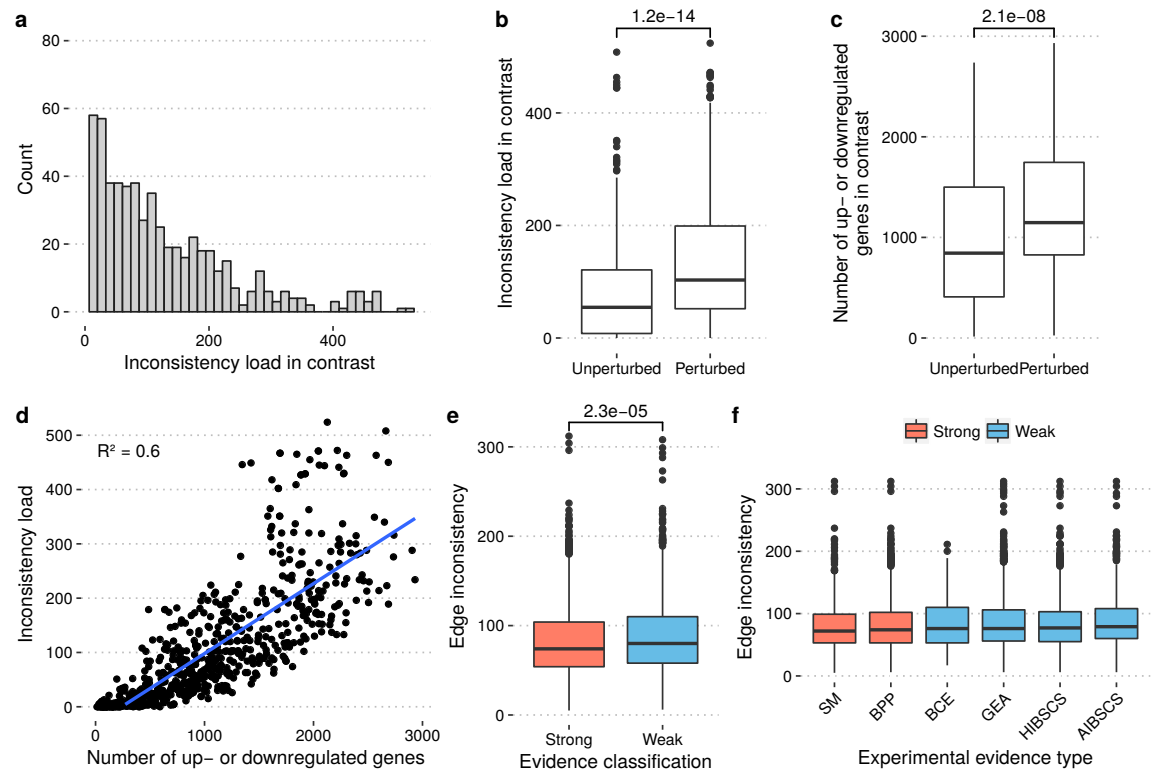 a
80
60
40
20
0
Count
0 200 400
Inconsistency load in contrast
b
1.2e−14
400
200
0
Inconsistency load in contrast
Unperturbed Perturbed
c
2.1e−08
3000
2000
1000
0
Number of up− or downregulated
genes in contrast
Unperturbed Perturbed
d
R² = 0.6
500
400
300
200
100
0
Inconsistency load
0 1000 2000 3000
Number of up− or downregulated genes
e
2.3e−05
300
200
100
0
Edge inconsistency
Strong Weak
Evidence classification
f
Strong Weak
300
200
100
0
Edge inconsistency
SM BPP BCE GEA HIBSCS AIBSCS
Experimental evidence type